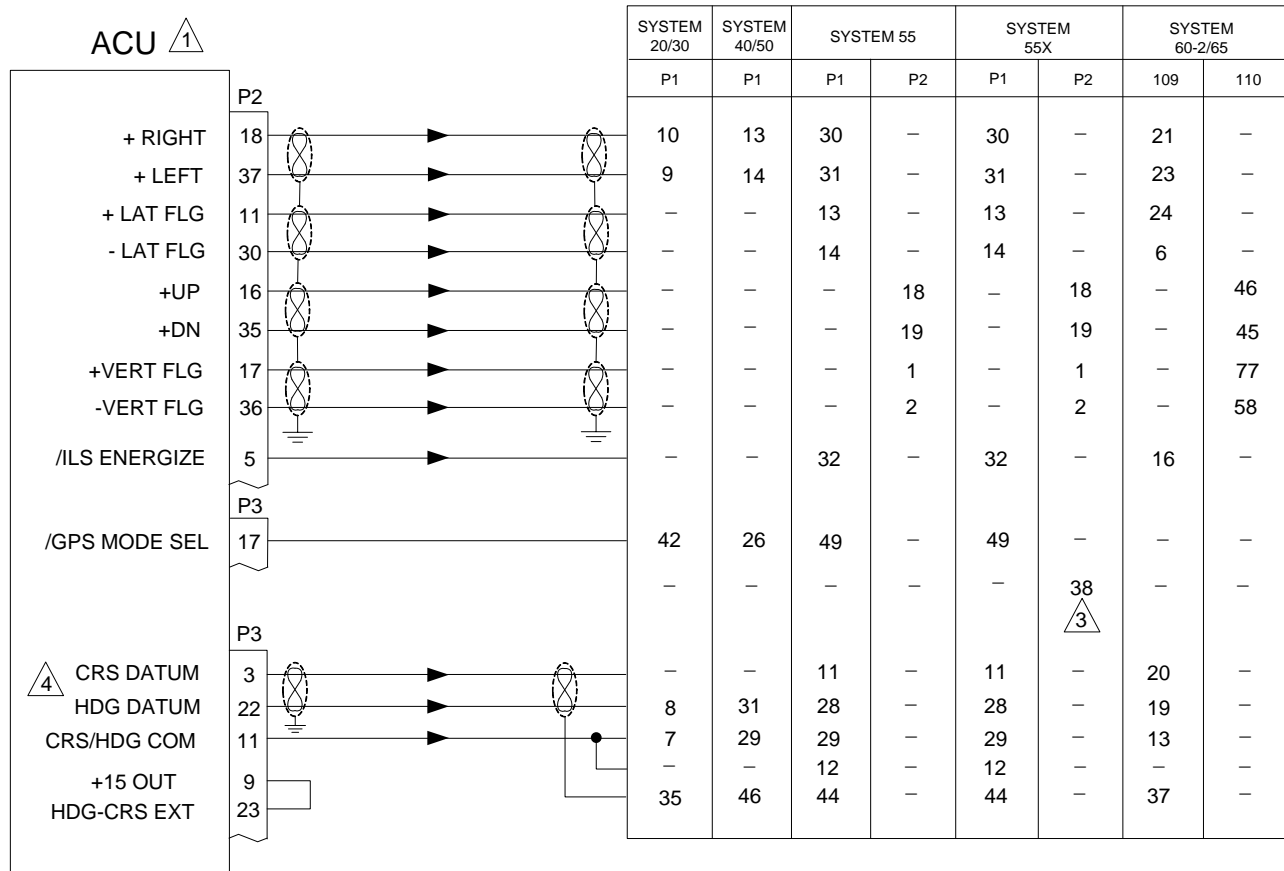 ACU 1
SYSTEM 20/30 SYSTEM 40/50 SYSTEM 55 SYSTEM 55X SYSTEM 60-2/65
P1 P1 P1 P2 P1 P2 109 110
P2
+ RIGHT 18 10 13 30 – 30 – 21 –
+ LEFT 37 9 14 31 – 31 – 23 –
+ LAT FLG 11 – – 13 – 13 – 24 –
- LAT FLG 30 – – 14 – 14 – 6 –
+UP 16 – – – 18 – 18 – 46
+DN 35 – – – 19 – 19 – 45
+VERT FLG 17 – – – 1 – 1 – 77
-VERT FLG 36 – – – 2 – 2 – 58
/ILS ENERGIZE 5 – – 32 – 32 – 16 –
P3
/GPS MODE SEL 17 42 26 49 – 49 – – –
– – – – – 38 – –
3
P3
4 CRS DATUM 3 – – 11 – 11 – 20 –
HDG DATUM 22 8 31 28 – 28 – 19 –
CRS/HDG COM 11 7 29 29 – 29 – 13 –
– – 12 – 12 – – –
+15 OUT 9
35 46 44 – 44 – 37 –
HDG-CRS EXT 23